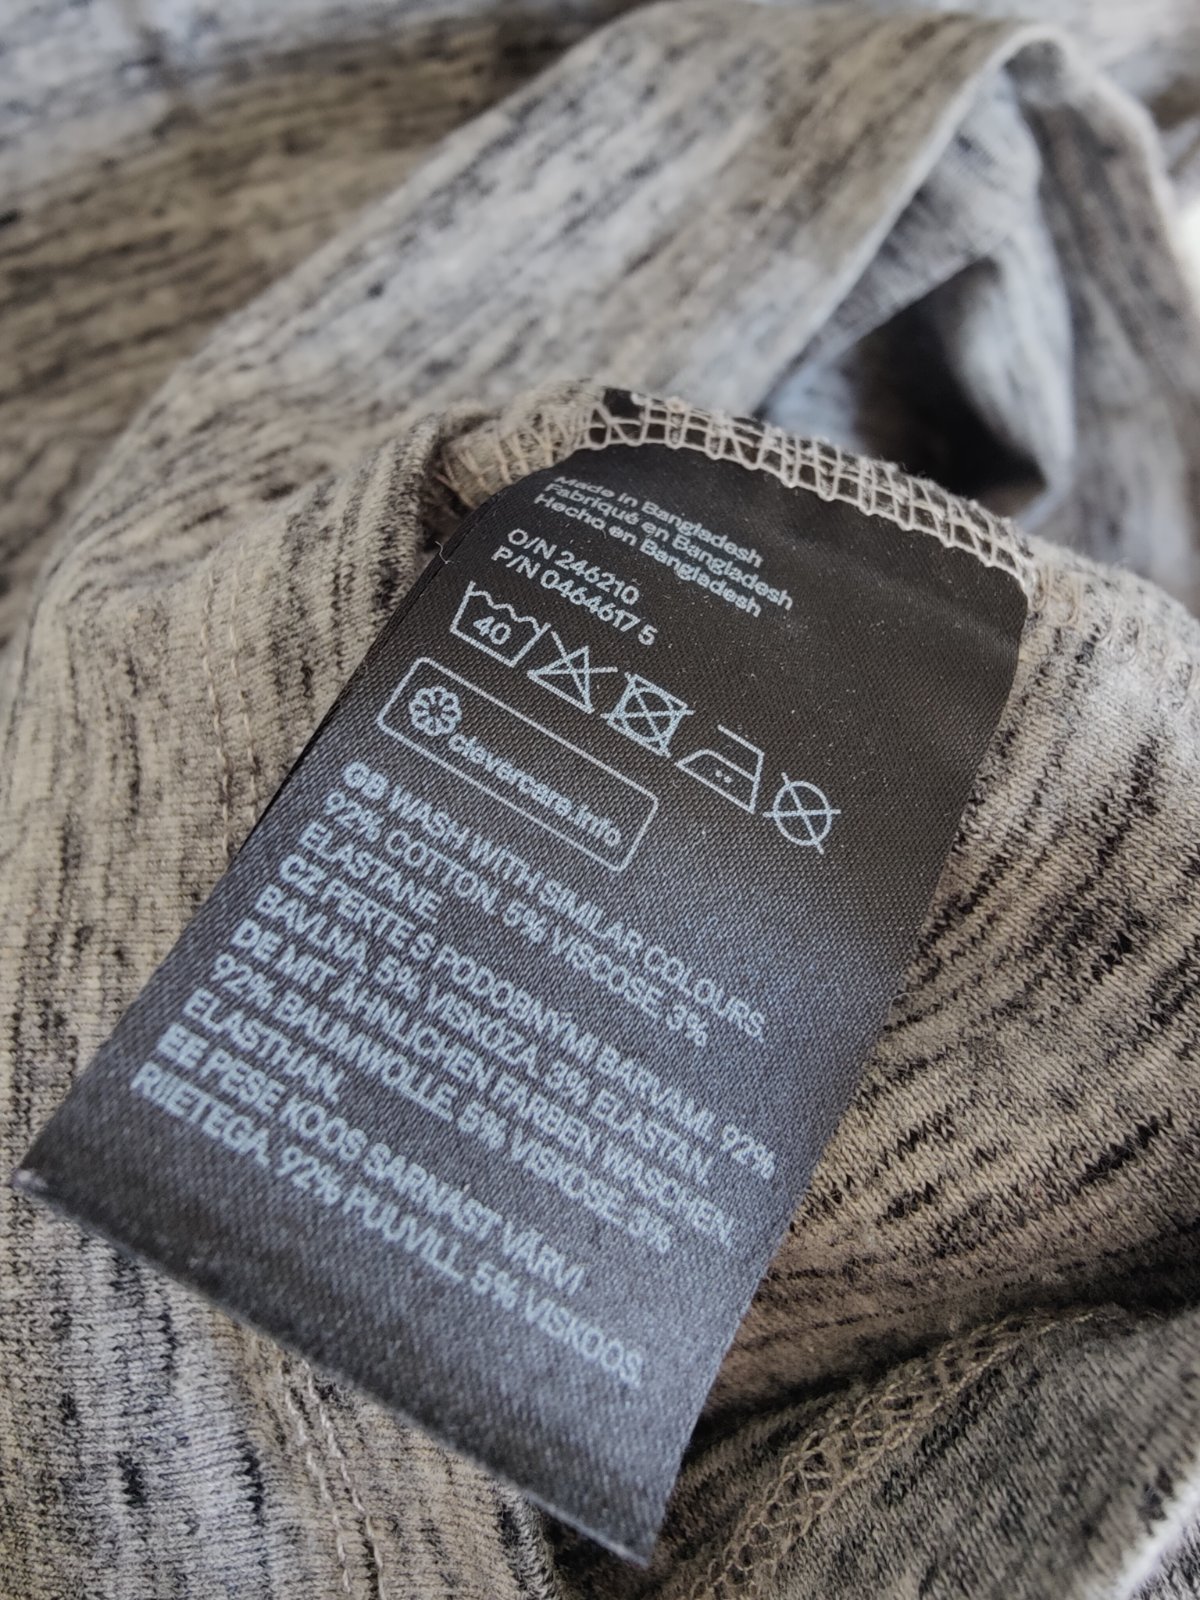 Made in Bangladesh
Fabriqué en Bangladesh
Hecho en Bangladesh
O/N 246210
P/N 0464617 5
40
clevercare.info
GB WASH WITH SIMILAR COLOURS.
92% COTTON. 5% VISCOSE. 3%
ELASTANE.
CZ PERTE S PODOBNÝMI BARVAMI. 92%
BAVLNA, 5% VISKÓZA, 3% ELASTAN.
DE MIT ÄHNLICHEN FARBEN WASCHEN.
92% BAUMWOLLE. 5% VISKOSE. 3%
ELASTHAN.
EE PESE KOOS SARNAST VÄRVI
RIIETEGA. 92% PUUVILL. 5% VISKOOS.